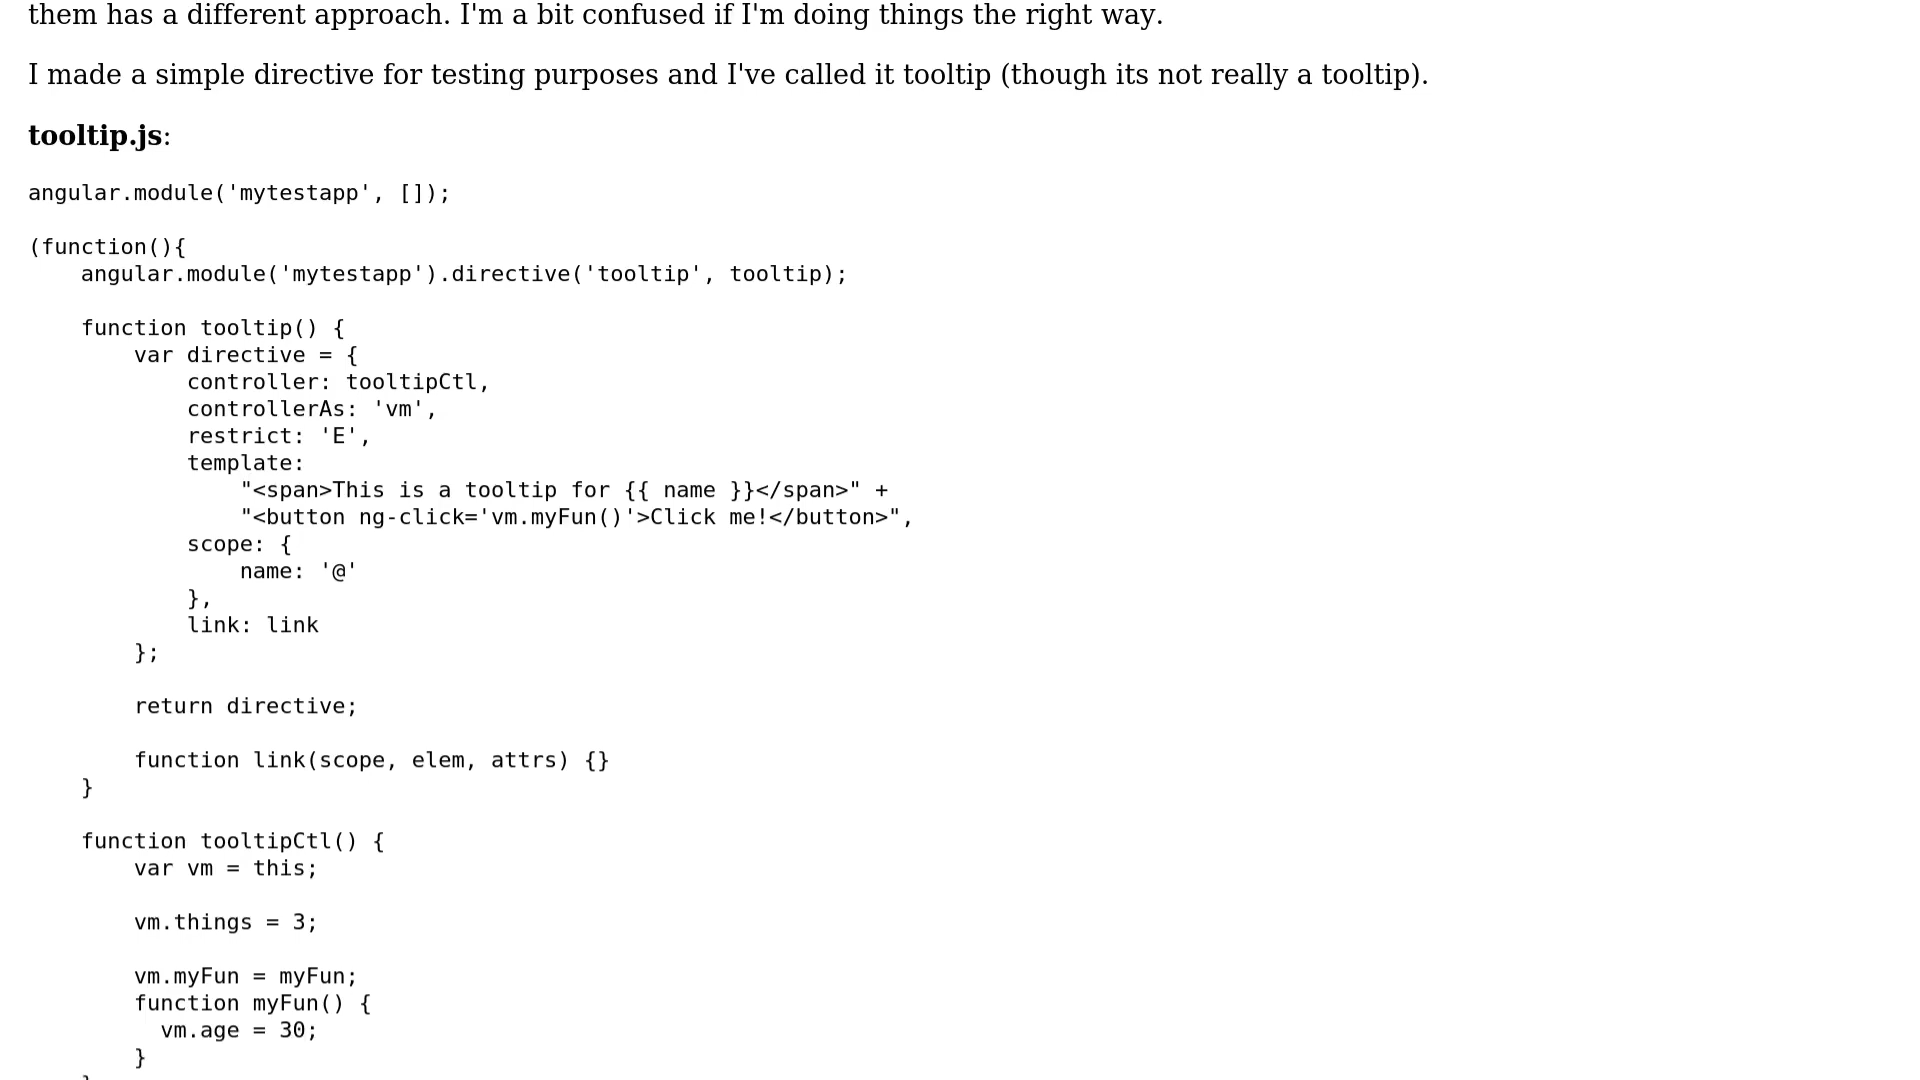 them has a different approach. I'm a bit confused if I'm doing things the right way.
I made a simple directive for testing purposes and I've called it tooltip (though its not really a tooltip).
tooltip.js:
angular.module('mytestapp', []);
(function(){
    angular.module('mytestapp').directive('tooltip', tooltip);
    function tooltip() {
        var directive = {
            controller: tooltipCtl,
            controllerAs: 'vm',
            restrict: 'E',
            template:
                "<span>This is a tooltip for {{ name }}</span>" +
                "<button ng-click='vm.myFun()'>Click me!</button>",
            scope: {
                name: '@'
            },
            link: link
        };
        return directive;
        function link(scope, elem, attrs) {}
    }
    function tooltipCtl() {
        var vm = this;
        vm.things = 3;
        vm.myFun = myFun;
        function myFun() {
          vm.age = 30;
        }